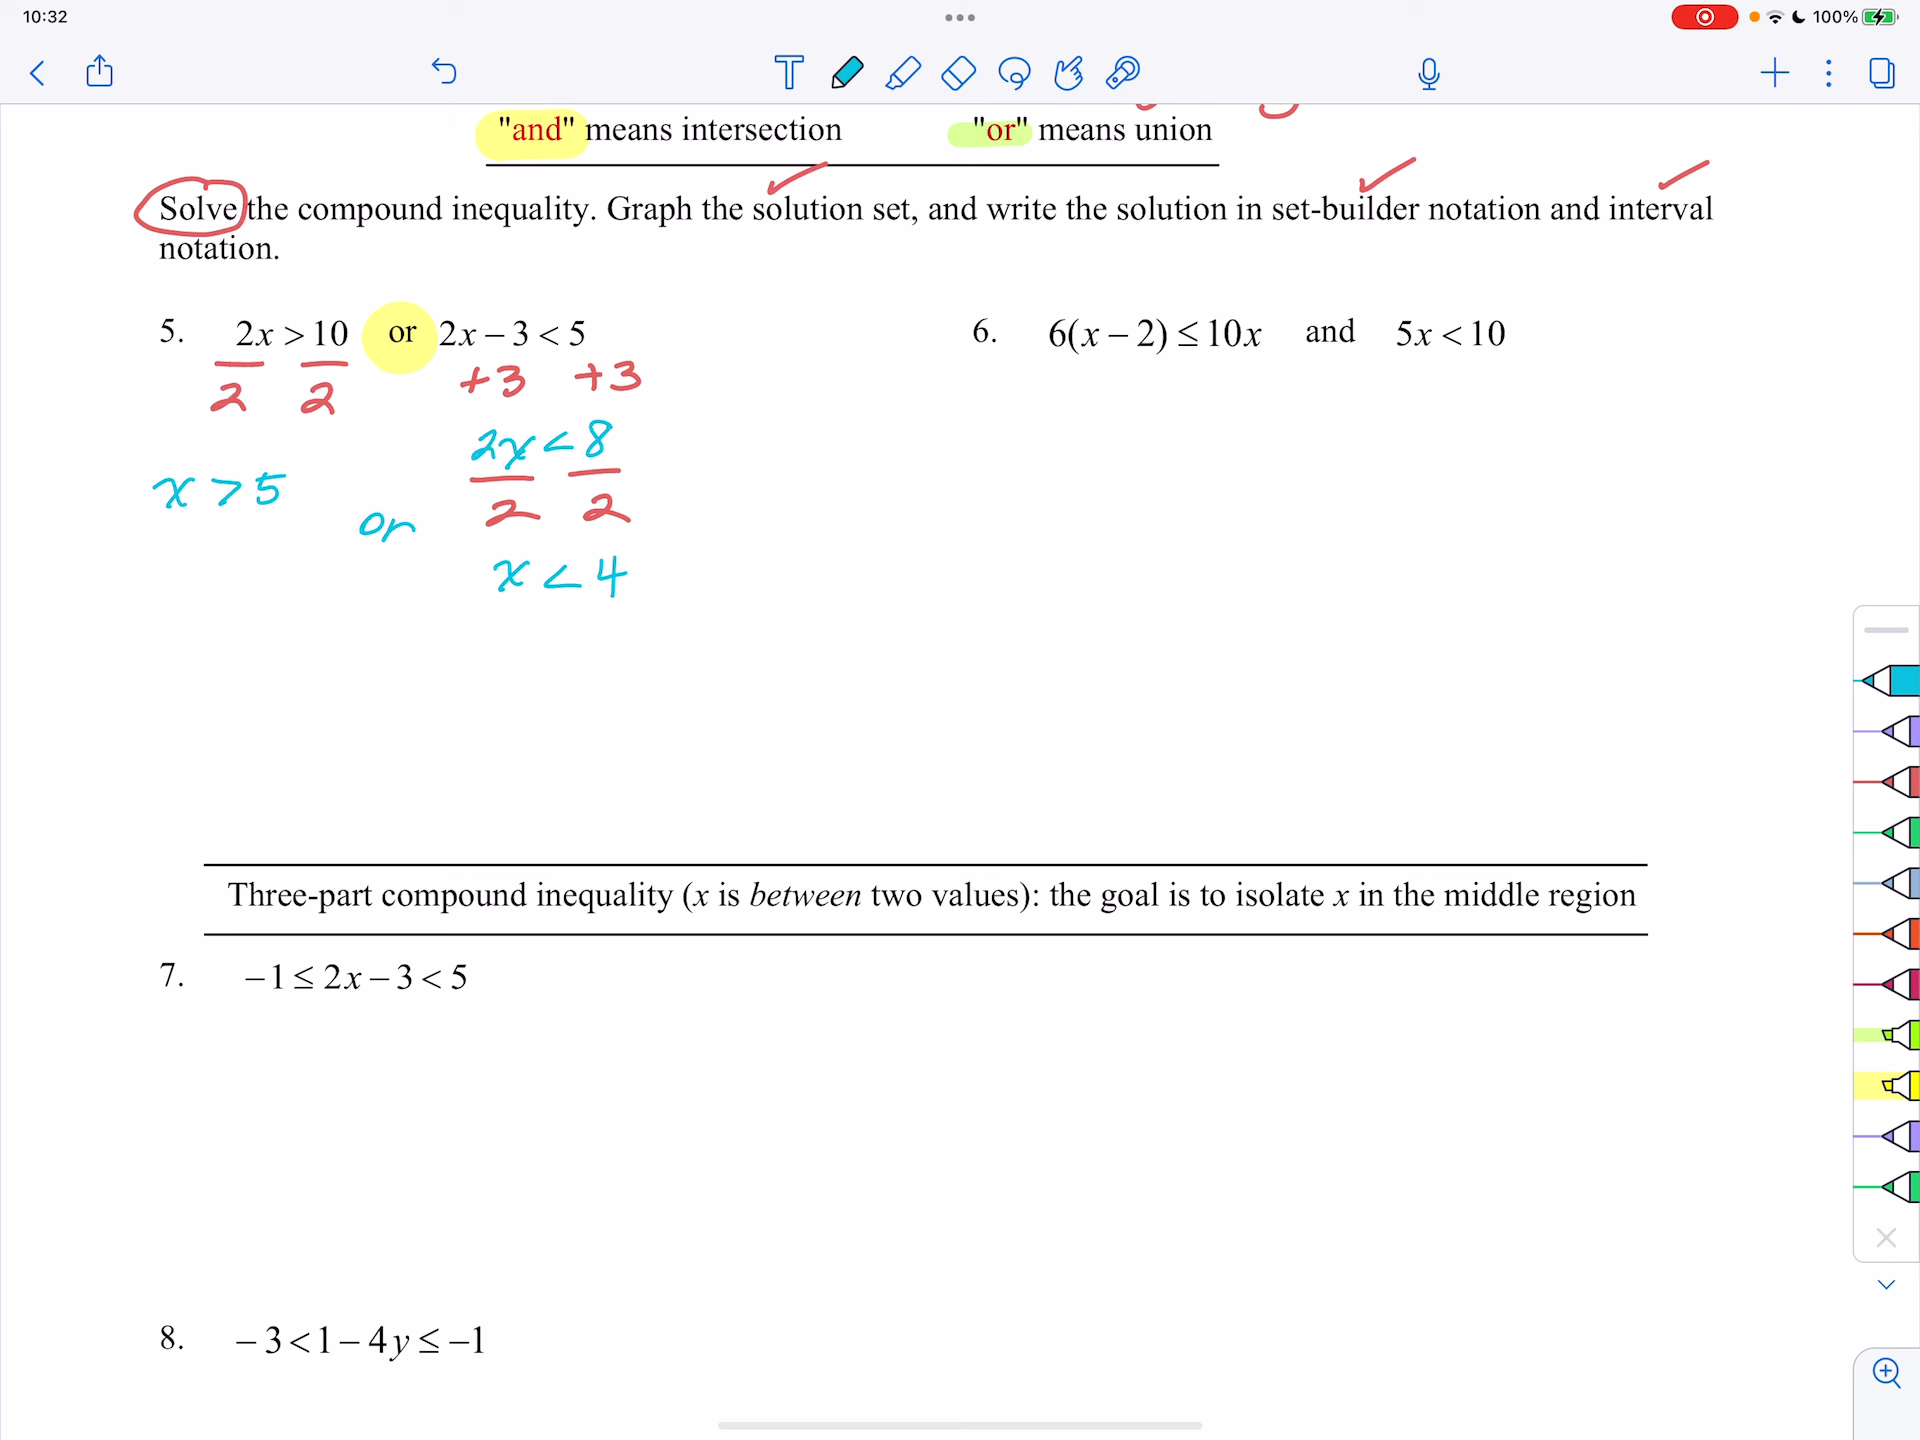 10:32
100%
"and" means intersection "or" means union
Solve the compound inequality. Graph the solution set, and write the solution in set-builder notation and interval
notation.
5. 2x > 10 or 2x – 3 < 5 6. 6(x – 2) ≤ 10x and 5x < 10
2 2 +3 +3
2x < 8
x > 5 2 2
or
x < 4
Three-part compound inequality (x is between two values): the goal is to isolate x in the middle region
7. –1 ≤ 2x – 3 < 5
8. –3 < 1 – 4y ≤ –1